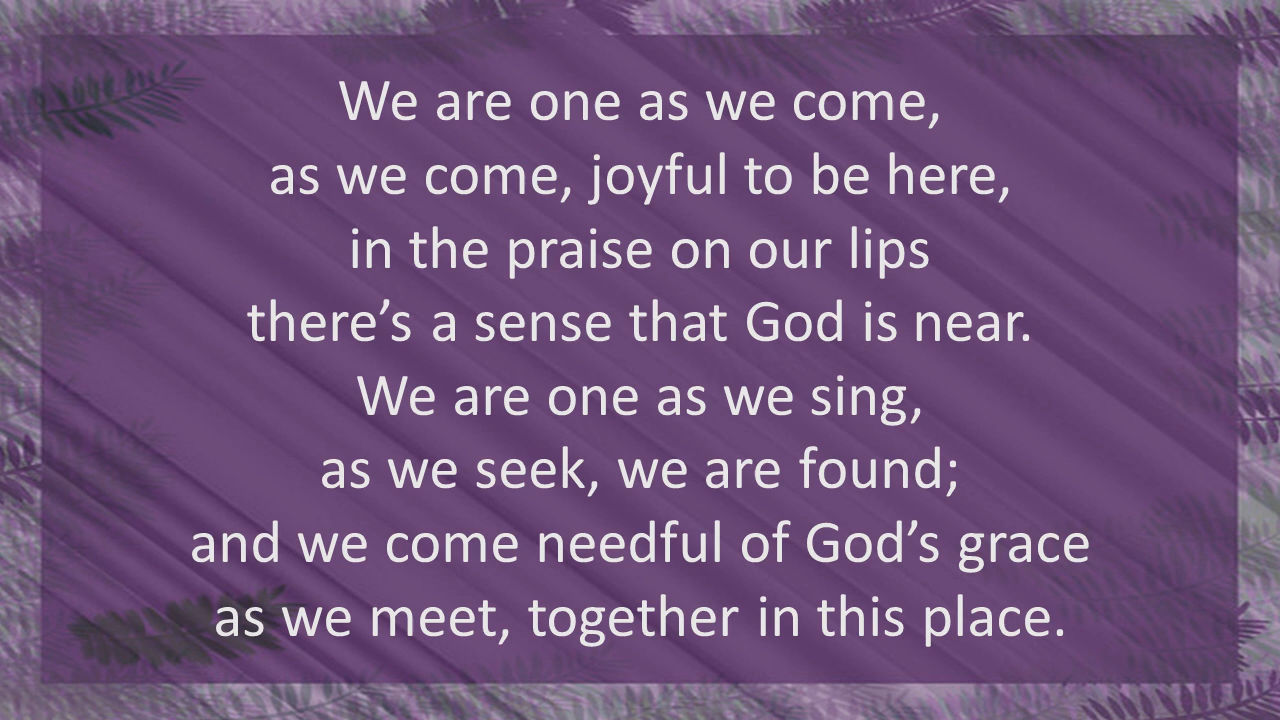 We are one as we come,
as we come, joyful to be here,
in the praise on our lips
there’s a sense that God is near.
We are one as we sing,
as we seek, we are found;
and we come needful of God’s grace
as we meet, together in this place.